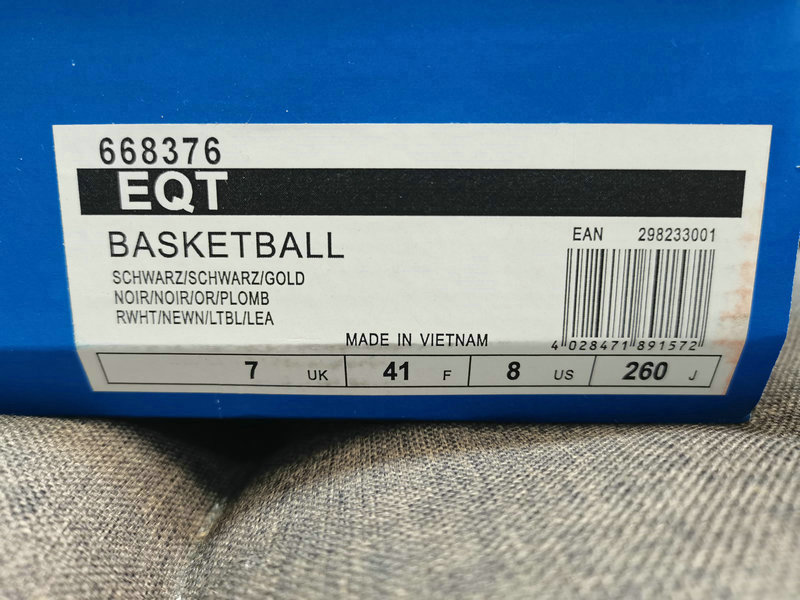 668376
EQT
BASKETBALL
EAN 298233001
SCHWARZ/SCHWARZ/GOLD
NOIR/NOIR/OR/PLOMB
RWHT/NEWN/LTBL/LEA
MADE IN VIETNAM
4 028471 891572
7 UK 41 F 8 US 260 J